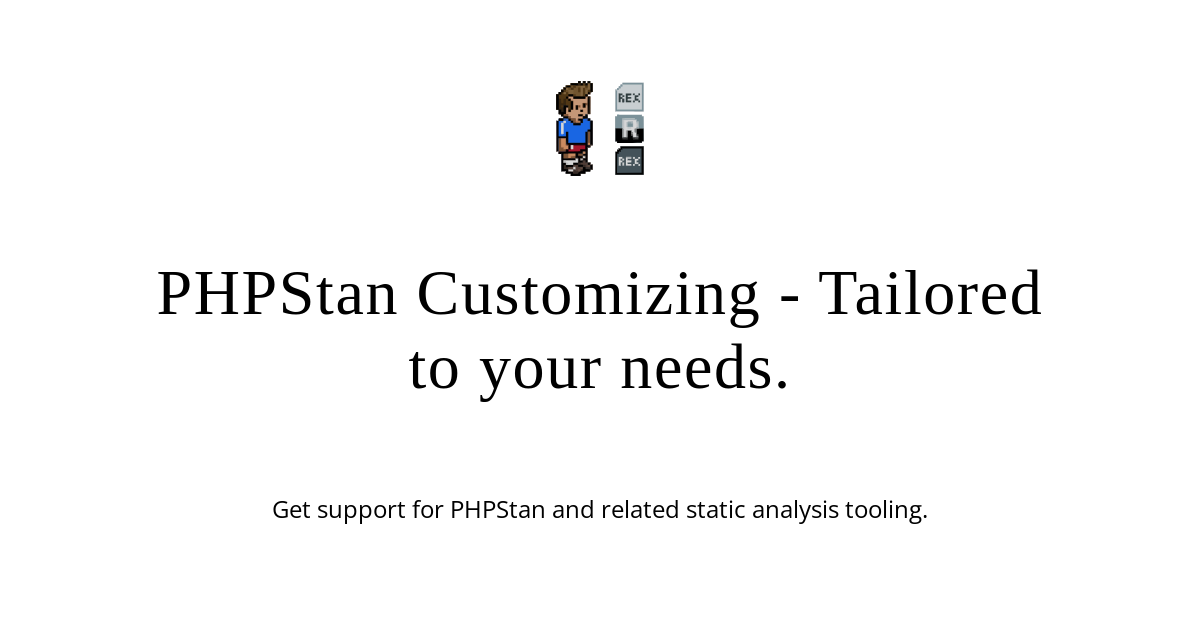 REX
R
REX
PHPStan Customizing - Tailored
to your needs.
Get support for PHPStan and related static analysis tooling.